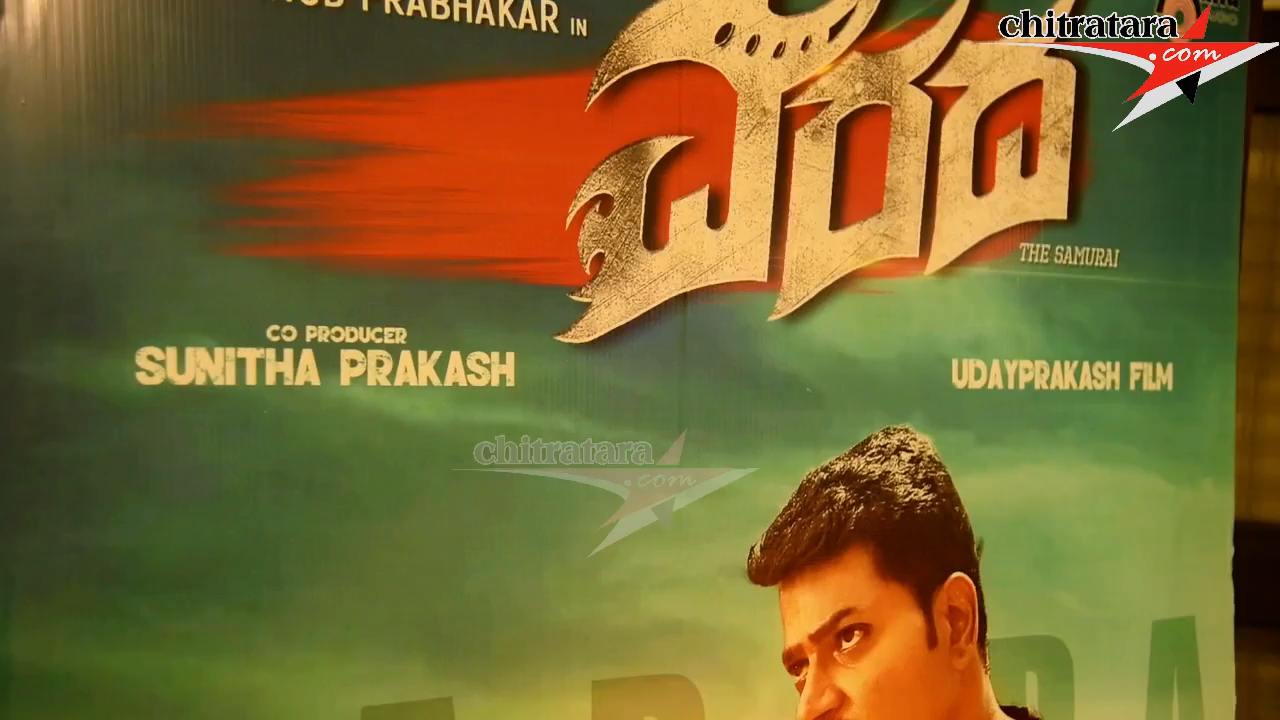 PRABHAKAR IN
chitratara
.com
ವರದ
THE SAMURAI
CO PRODUCER
SUNITHA PRAKASH
UDAYPRAKASH FILM
chitratara
.com